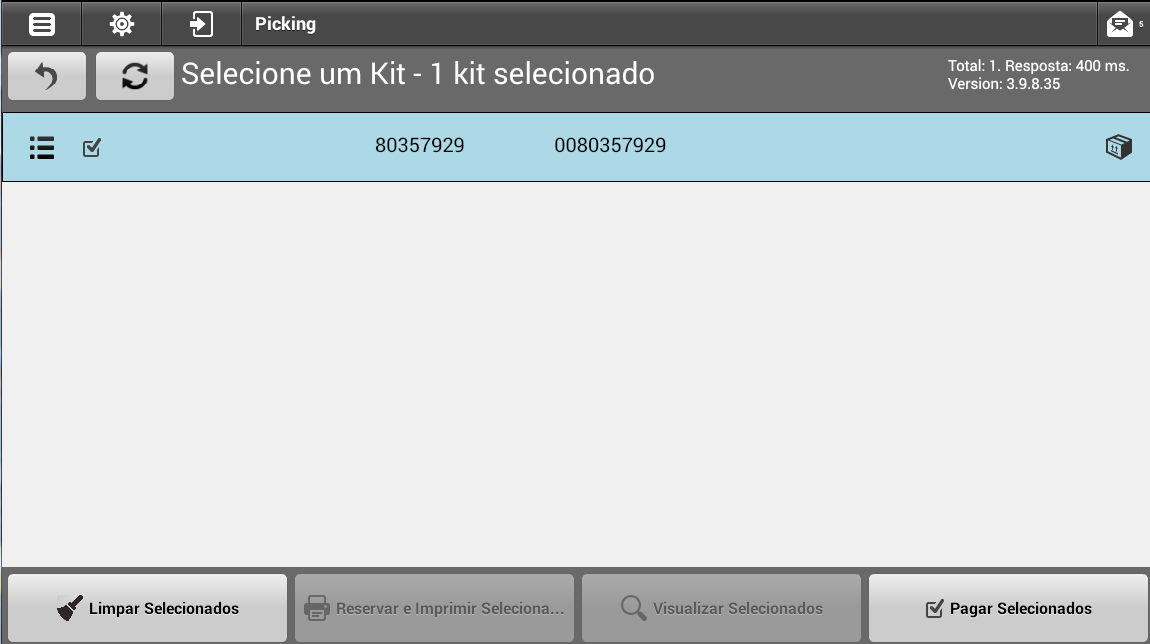 Picking
5
Selecione um Kit - 1 kit selecionado
Total: 1. Resposta: 400 ms.
Version: 3.9.8.35
80357929 0080357929
Limpar Selecionados
Reservar e Imprimir Seleciona...
Visualizar Selecionados
Pagar Selecionados